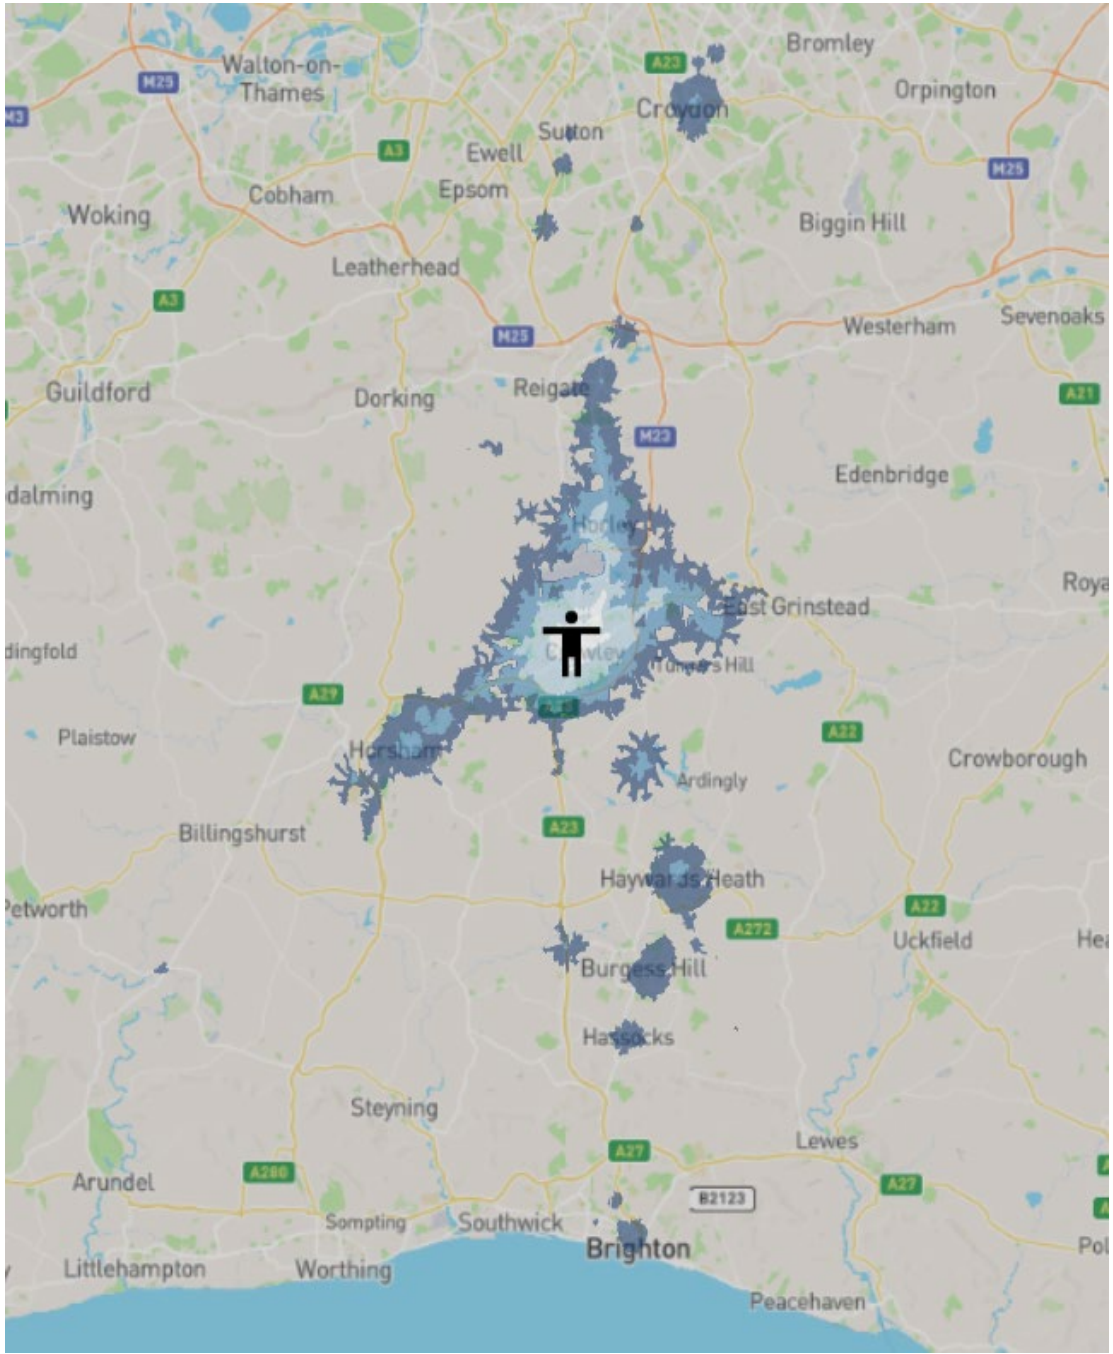 Bromley
A23
Walton-on-
Thames
M25
Orpington
M3
Croydon
Sutton
A3
Ewell
M25
Epsom
Cobham
Woking
Biggin Hill
Leatherhead
A3
Sevenoaks
Westerham
M25
Reigate
Guildford
Dorking
A21
M23
Edenbridge
dalming
Horley
Roya
East Grinstead
dingfold
Crawley
Turners Hill
A29
Plaistow
A22
Horsham
Crowborough
Ardingly
A23
Billingshurst
Haywards Heath
Petworth
A22
A272
Uckfield
Hea
Burgess Hill
Hassocks
Steyning
Lewes
A27
A280
Arundel
A27
B2123
Sompting
Southwick
Brighton
Pol
Littlehampton
Worthing
Peacehaven